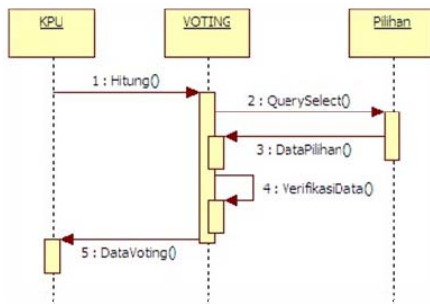 KPU
VOTING
Pilihan
1 : Hitung()
2 : QuerySelect()
3 : DataPilihan()
4 : VerifikasiData()
5 : DataVoting()